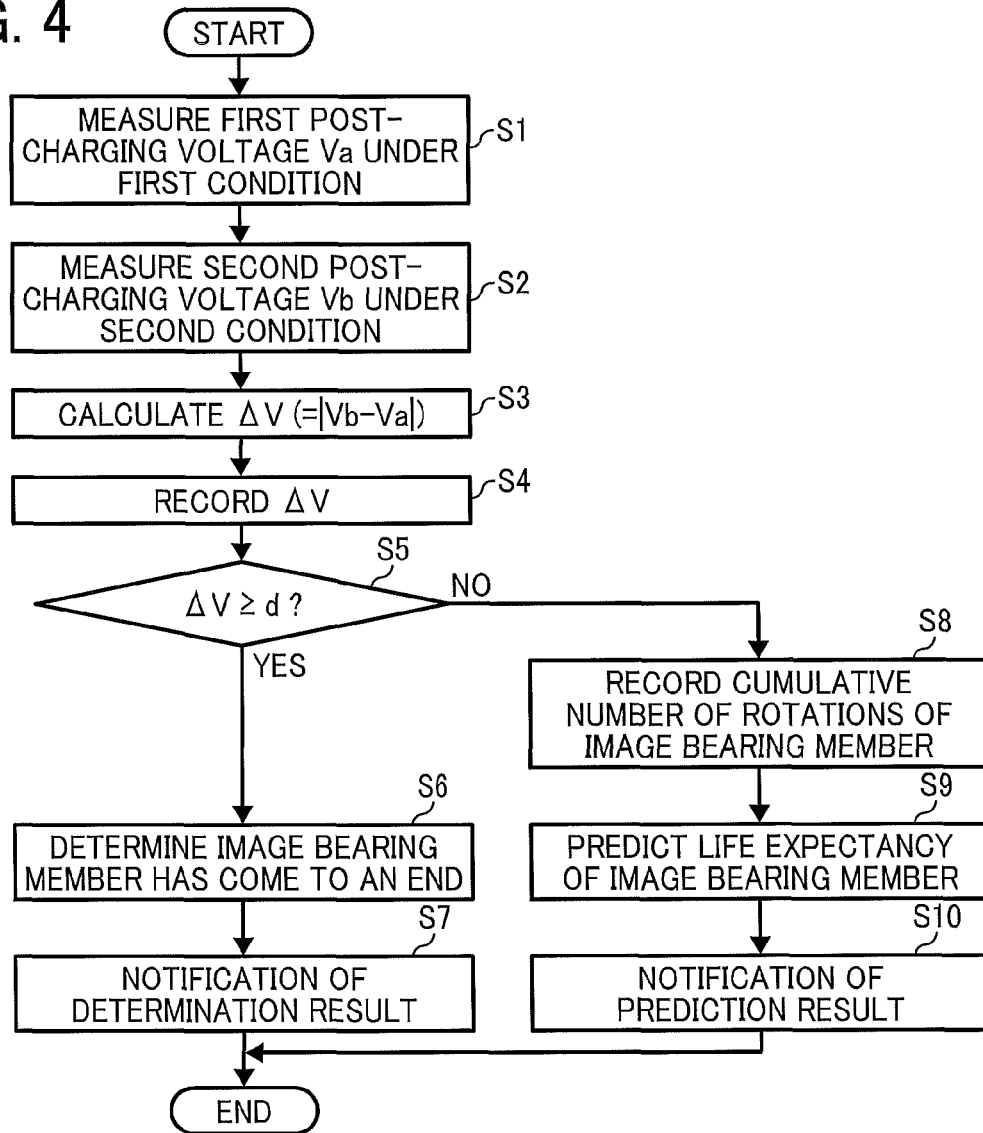 G. 4
START
MEASURE FIRST POST-
CHARGING VOLTAGE Va UNDER
FIRST CONDITION
S1
MEASURE SECOND POST-
CHARGING VOLTAGE Vb UNDER
SECOND CONDITION
S2
CALCULATE ΔV (=|Vb-Va|)
S3
RECORD ΔV
S4
ΔV ≥ d ?
S5
NO
YES
S8
RECORD CUMULATIVE
NUMBER OF ROTATIONS OF
IMAGE BEARING MEMBER
S6
DETERMINE IMAGE BEARING
MEMBER HAS COME TO AN END
S9
PREDICT LIFE EXPECTANCY
OF IMAGE BEARING MEMBER
S7
NOTIFICATION OF
DETERMINATION RESULT
S10
NOTIFICATION OF
PREDICTION RESULT
END